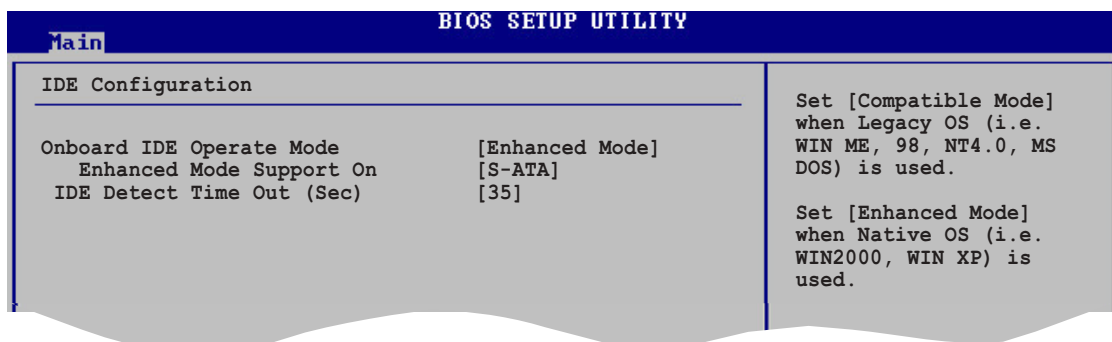 BIOS SETUP UTILITY
Main
IDE Configuration
Onboard IDE Operate Mode [Enhanced Mode]
Enhanced Mode Support On [S-ATA]
IDE Detect Time Out (Sec) [35]
Set [Compatible Mode]
when Legacy OS (i.e.
WIN ME, 98, NT4.0, MS
DOS) is used.
Set [Enhanced Mode]
when Native OS (i.e.
WIN2000, WIN XP) is
used.